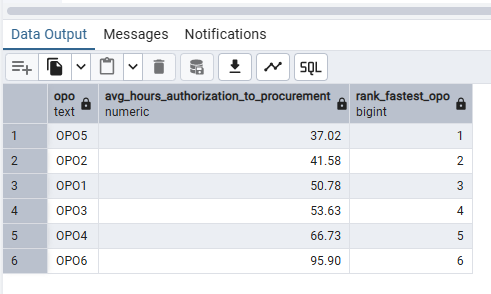 Data Output Messages Notifications
SQL
opo avg_hours_authorization_to_procurement rank_fastest_opo
text numeric bigint
1 OPO5 37.02 1
2 OPO2 41.58 2
3 OPO1 50.78 3
4 OPO3 53.63 4
5 OPO4 66.73 5
6 OPO6 95.90 6